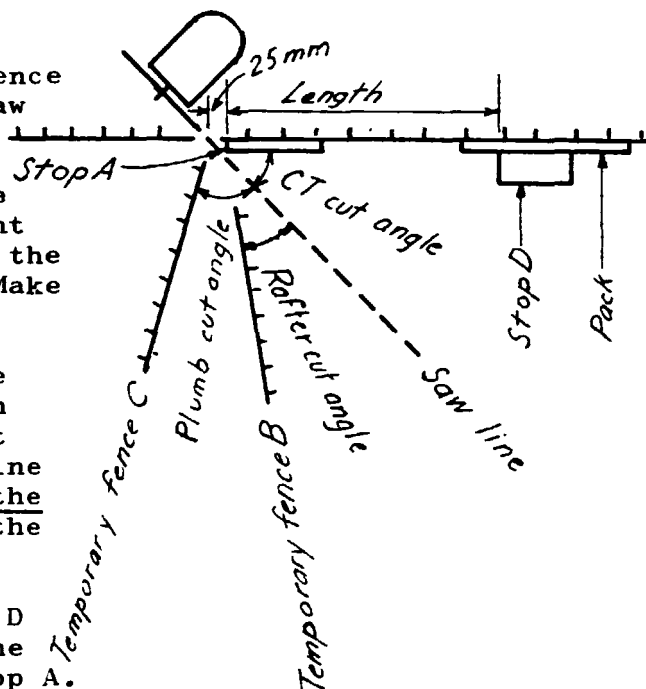 ence
aw
e
nt
the
Make
e
n
t
ine
the
the
D
ne
op A.
25mm
Length
Stop A
CT cut angle
Plumb cut angle
Rafter cut angle
Saw line
Stop D
Pack
Temporary fence C
Temporary fence B